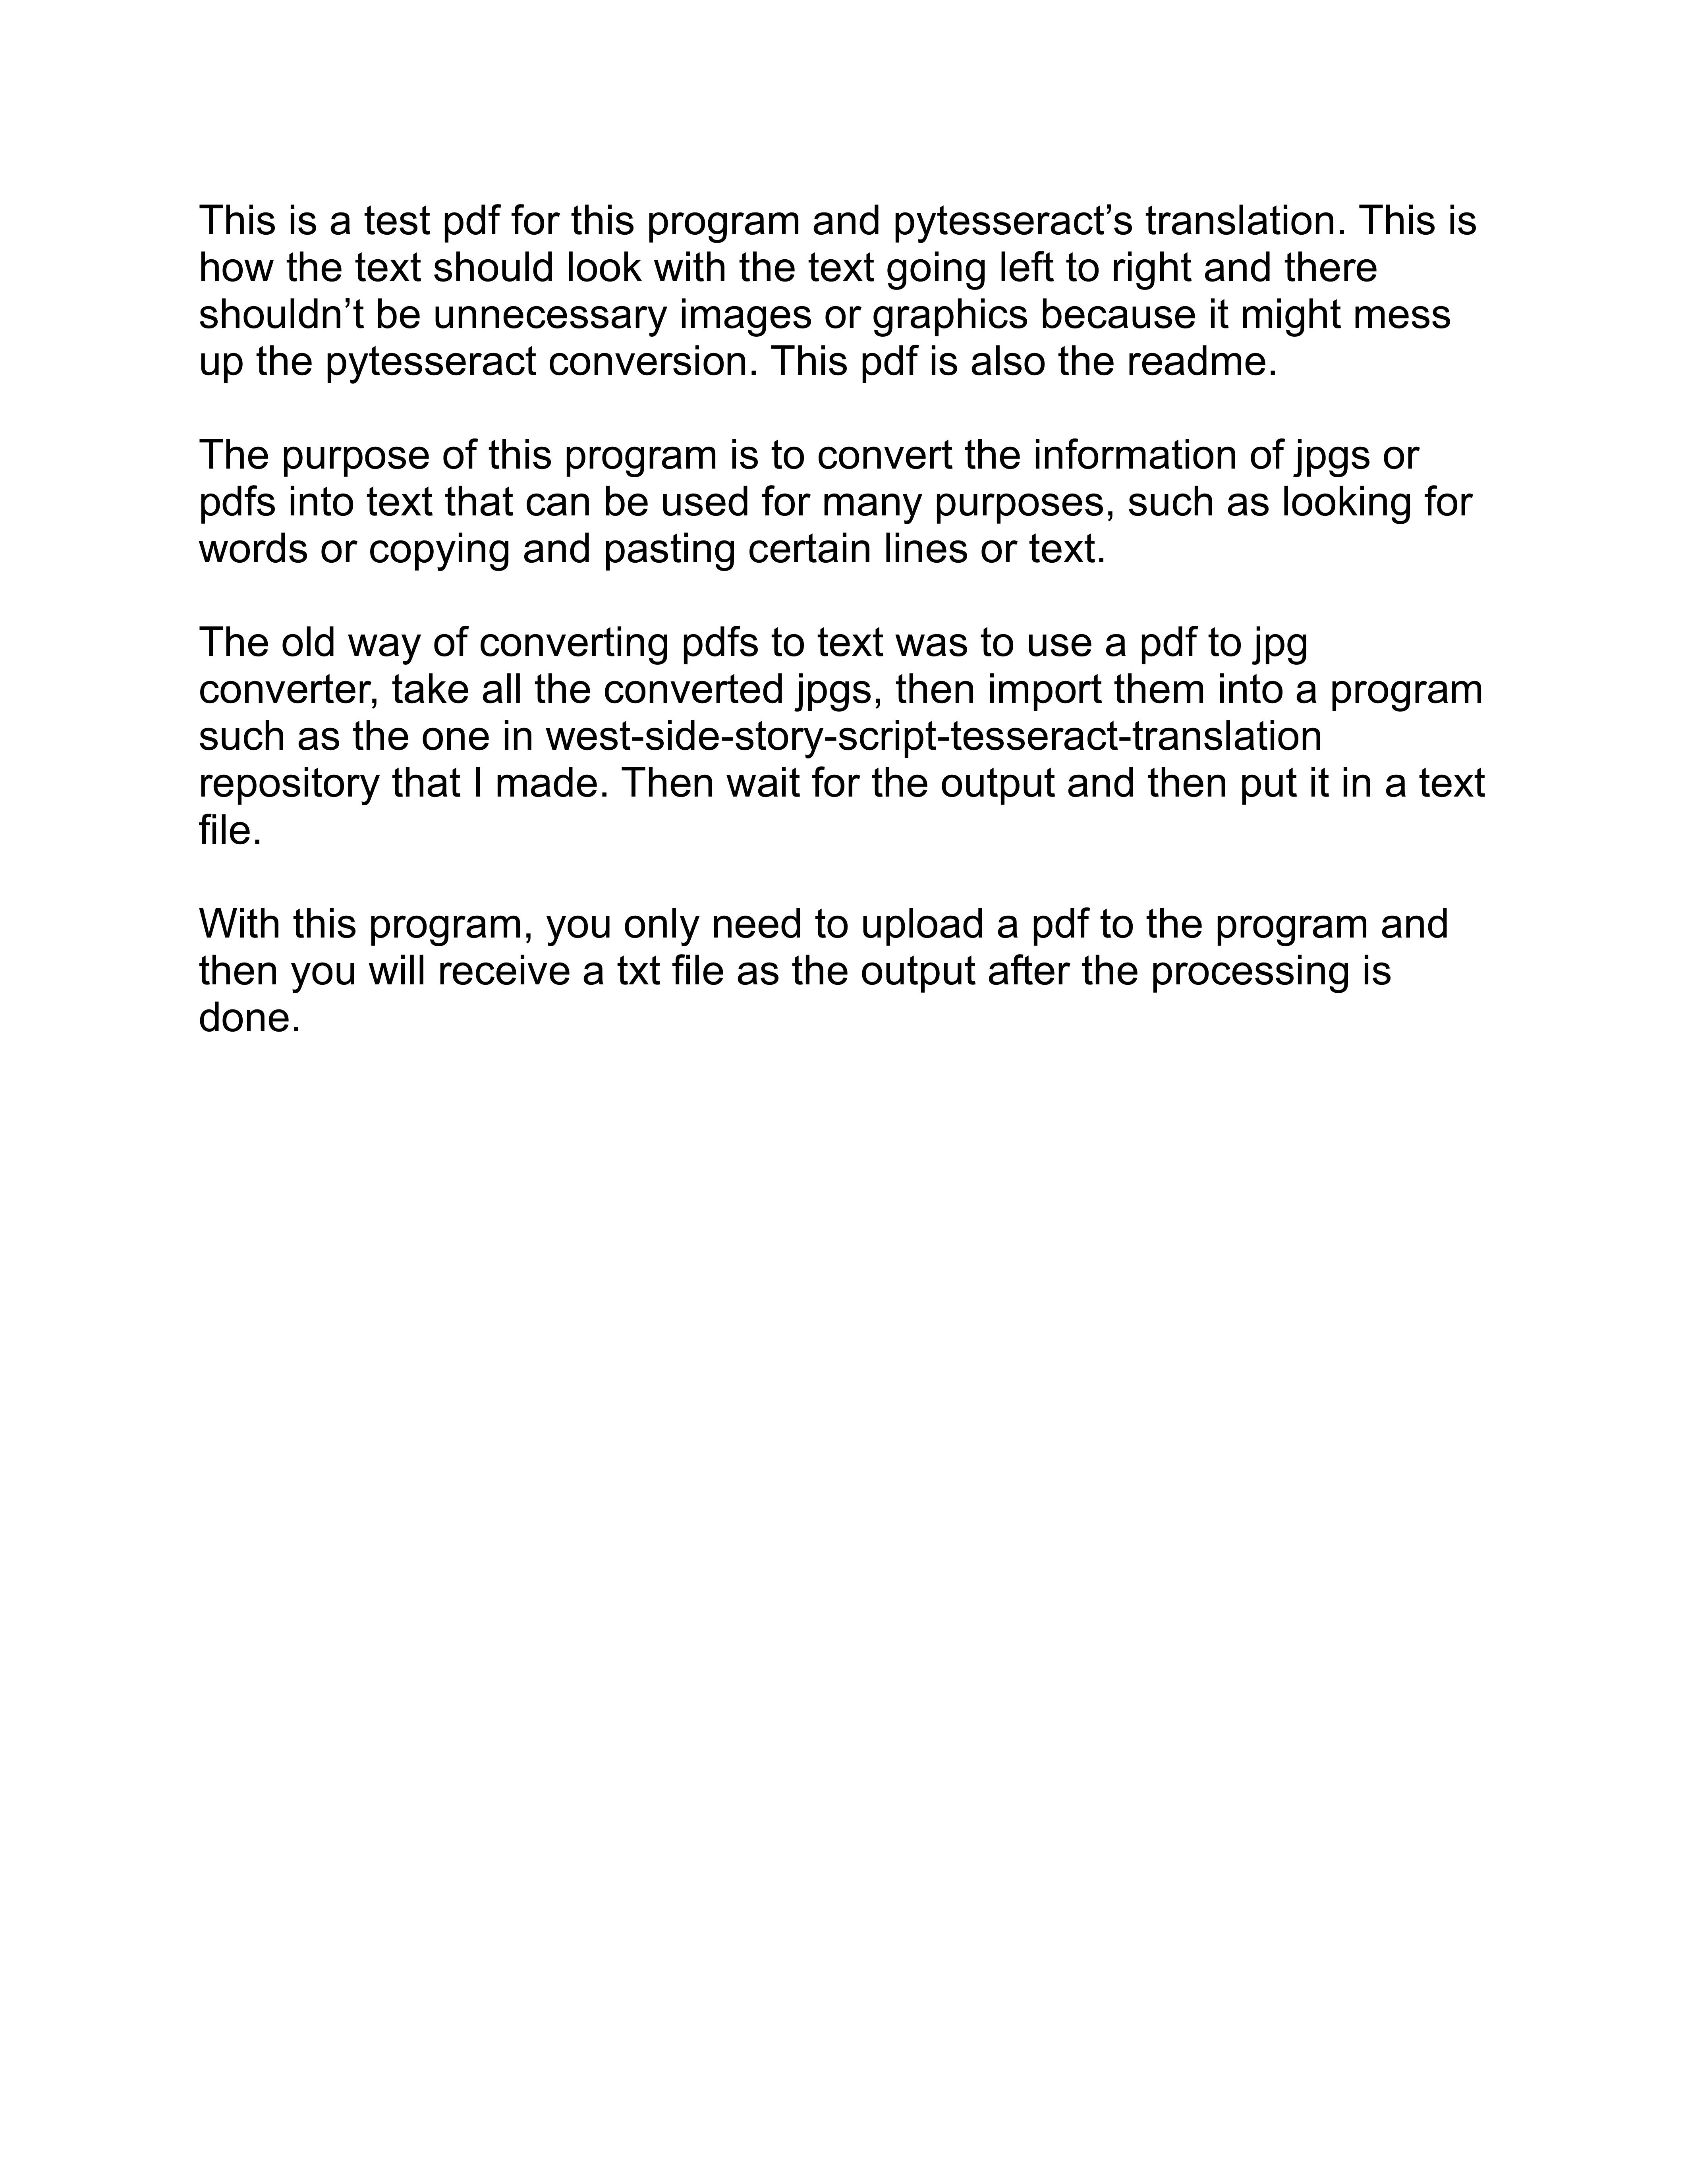 This is a test pdf for this program and pytesseract’s translation. This is
how the text should look with the text going left to right and there
shouldn’t be unnecessary images or graphics because it might mess
up the pytesseract conversion. This pdf is also the readme.

The purpose of this program is to convert the information of jpgs or
pdfs into text that can be used for many purposes, such as looking for
words or copying and pasting certain lines or text.

The old way of converting pdfs to text was to use a pdf to jpg
converter, take all the converted jpgs, then import them into a program
such as the one in west-side-story-script-tesseract-translation
repository that I made. Then wait for the output and then put it in a text
file.

With this program, you only need to upload a pdf to the program and
then you will receive a txt file as the output after the processing is
done.